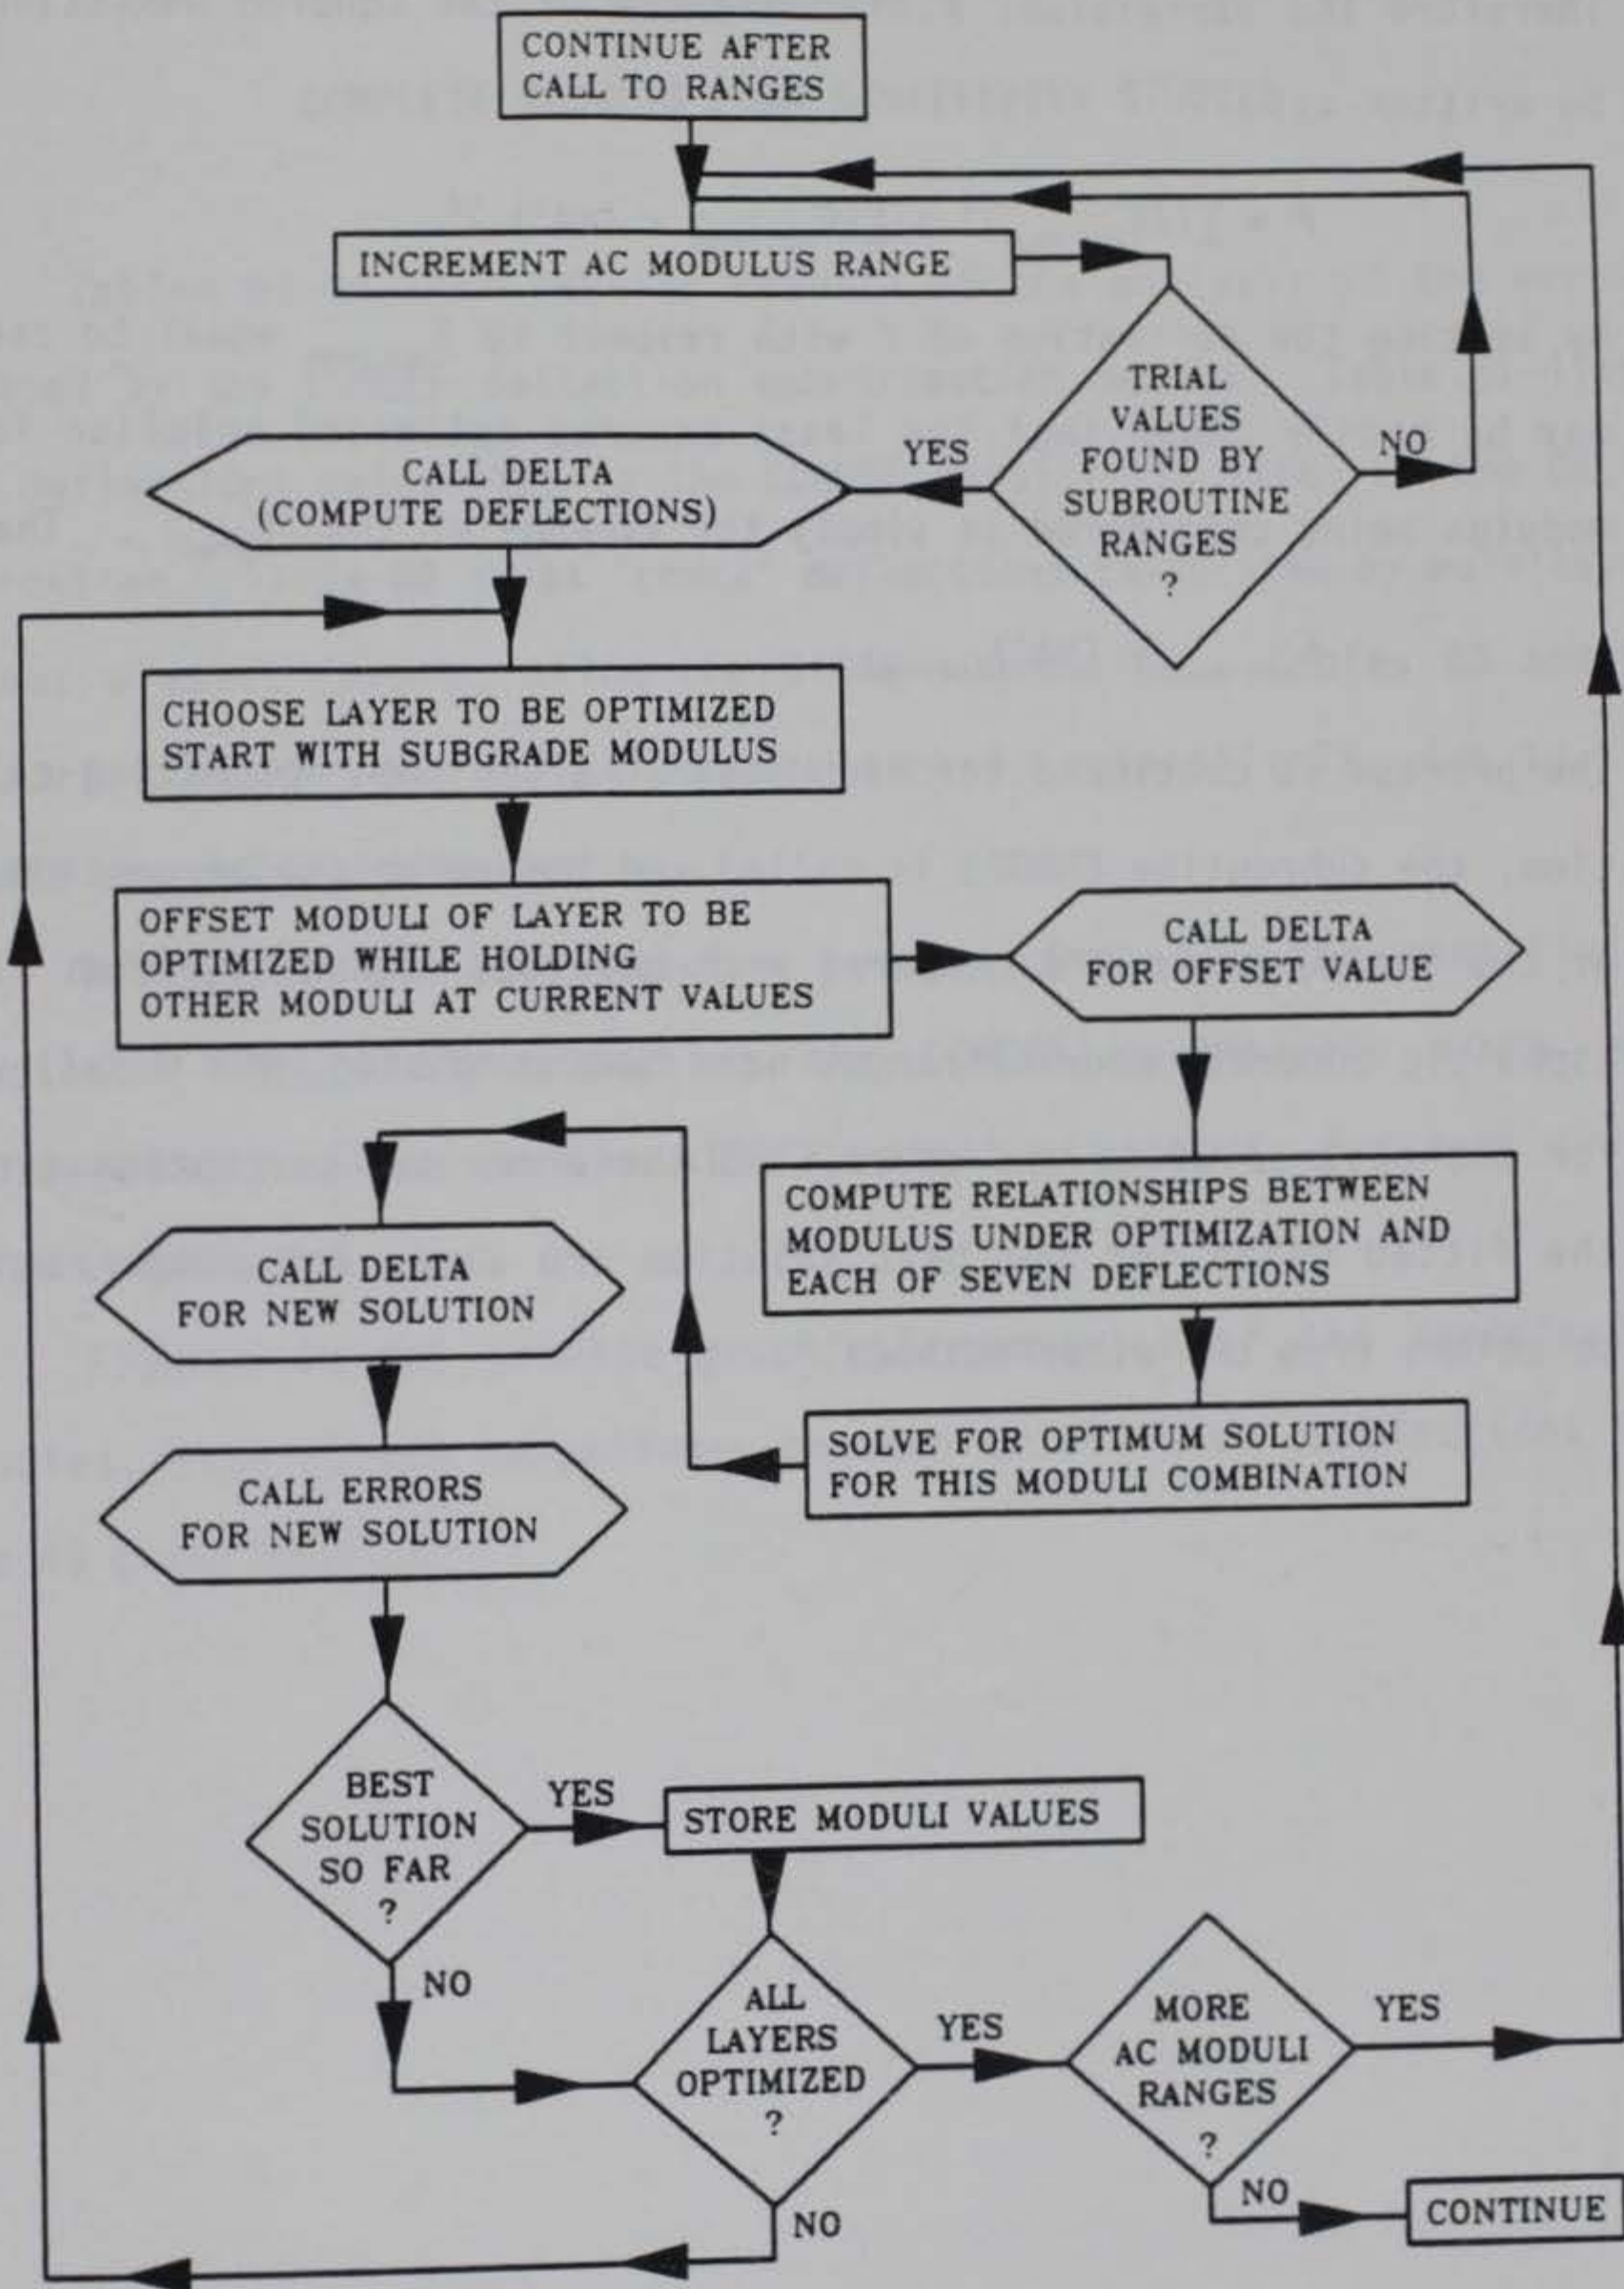 CONTINUE AFTER
CALL TO RANGES
INCREMENT AC MODULUS RANGE
TRIAL
VALUES
FOUND BY
SUBROUTINE
RANGES
?
YES
NO
CALL DELTA
(COMPUTE DEFLECTIONS)
CHOOSE LAYER TO BE OPTIMIZED
START WITH SUBGRADE MODULUS
OFFSET MODULI OF LAYER TO BE
OPTIMIZED WHILE HOLDING
OTHER MODULI AT CURRENT VALUES
CALL DELTA
FOR OFFSET VALUE
COMPUTE RELATIONSHIPS BETWEEN
MODULUS UNDER OPTIMIZATION AND
EACH OF SEVEN DEFLECTIONS
SOLVE FOR OPTIMUM SOLUTION
FOR THIS MODULI COMBINATION
CALL DELTA
FOR NEW SOLUTION
CALL ERRORS
FOR NEW SOLUTION
BEST
SOLUTION
SO FAR
?
YES
STORE MODULI VALUES
NO
ALL
LAYERS
OPTIMIZED
?
YES
NO
MORE
AC MODULI
RANGES
?
YES
NO
CONTINUE